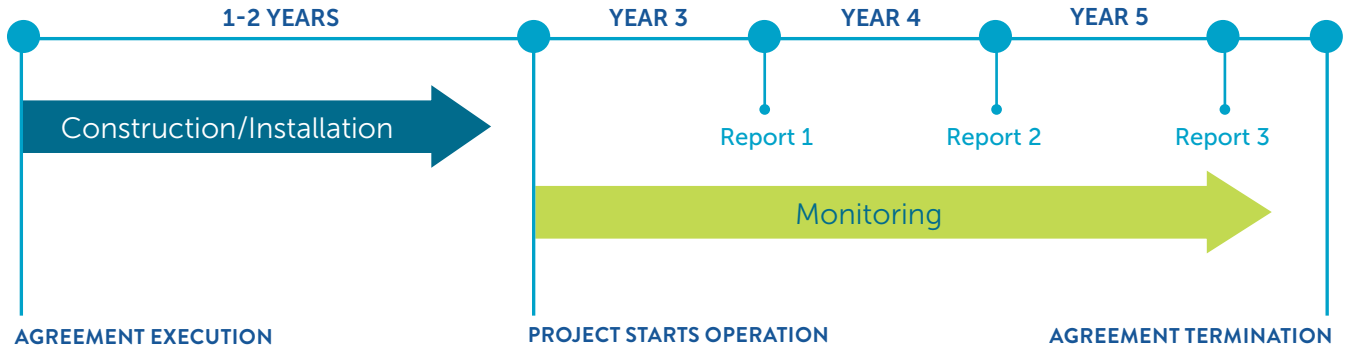 1-2 YEARS
YEAR 3
YEAR 4
YEAR 5
Construction/Installation
Report 1
Report 2
Report 3
Monitoring
AGREEMENT EXECUTION
PROJECT STARTS OPERATION
AGREEMENT TERMINATION